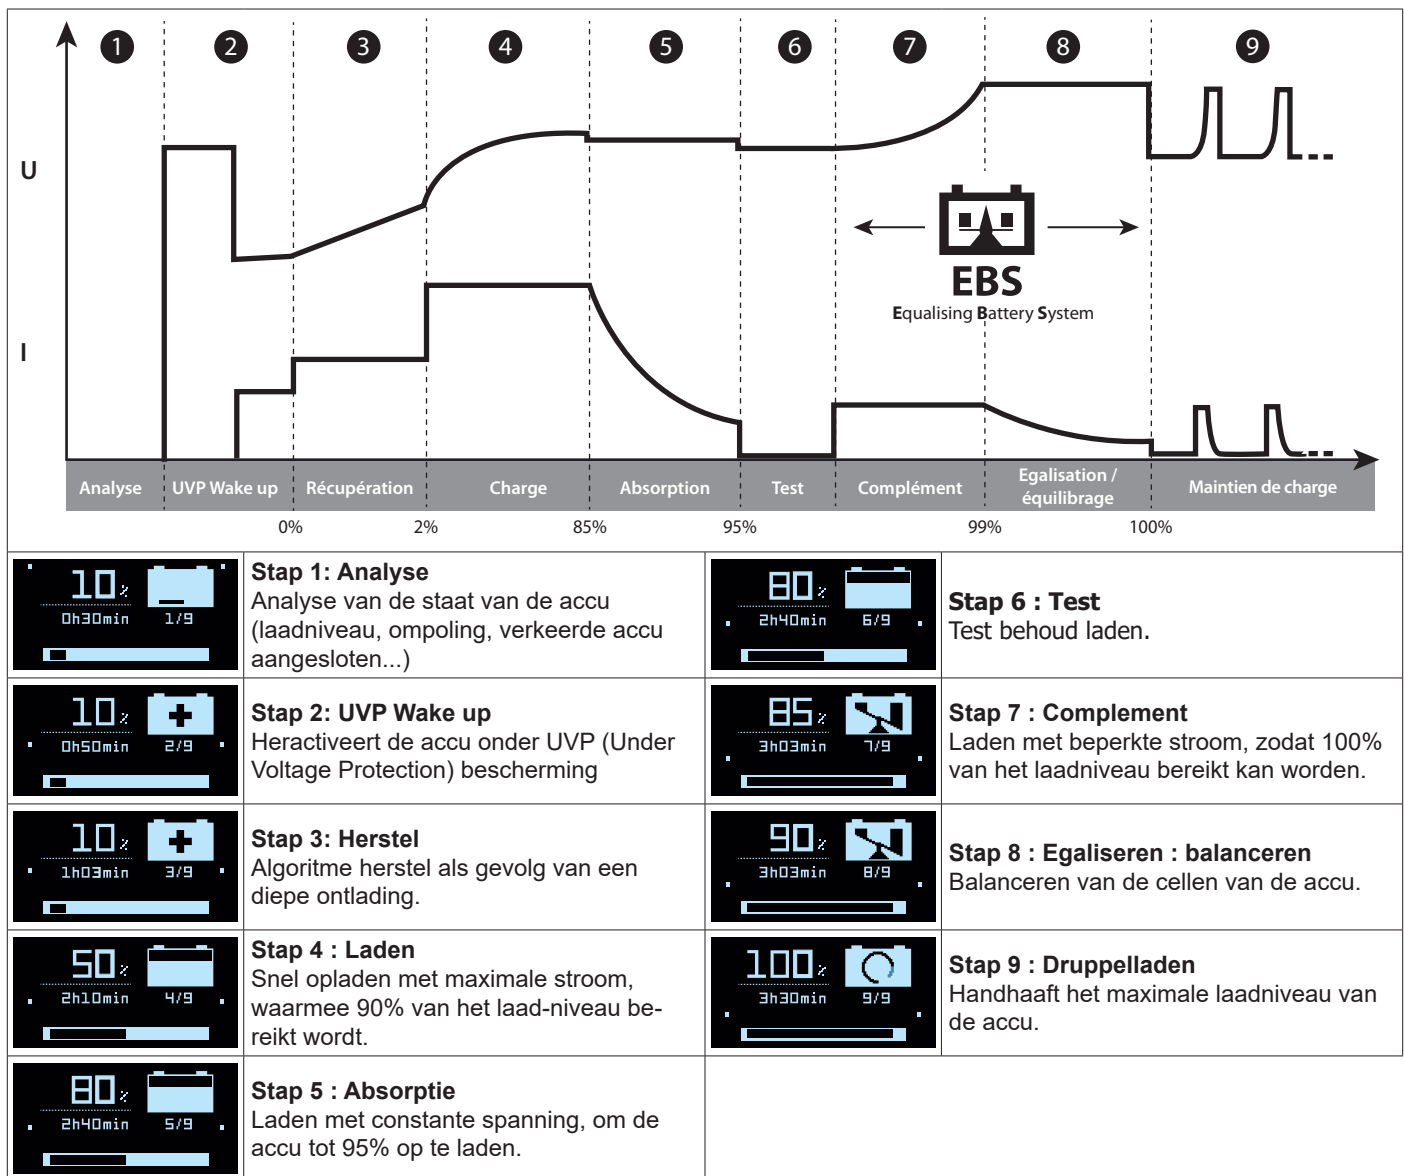 1 2 3 4 5 6 7 8 9
U
I
EBS
Equalising Battery System
Analyse UVP Wake up Récupération Charge Absorption Test Complément Egalisation / équilibrage Maintien de charge
0% 2% 85% 95% 99% 100%
10%
0h30min 1/9
Stap 1: Analyse
Analyse van de staat van de accu
(laadniveau, ompoling, verkeerde accu
aangesloten...)
10%
0h50min 2/9
Stap 2: UVP Wake up
Heractiveert de accu onder UVP (Under
Voltage Protection) bescherming
10%
1h03min 3/9
Stap 3: Herstel
Algoritme herstel als gevolg van een
diepe ontlading.
50%
2h10min 4/9
Stap 4 : Laden
Snel opladen met maximale stroom,
waarmee 90% van het laad-niveau be-
reikt wordt.
80%
2h40min 5/9
Stap 5 : Absorptie
Laden met constante spanning, om de
accu tot 95% op te laden.
80%
2h40min 6/9
Stap 6 : Test
Test behoud laden.
85%
3h03min 7/9
Stap 7 : Complement
Laden met beperkte stroom, zodat 100%
van het laadniveau bereikt kan worden.
90%
3h03min 8/9
Stap 8 : Egaliseren : balanceren
Balanceren van de cellen van de accu.
100%
3h30min 9/9
Stap 9 : Druppelladen
Handhaaft het maximale laadniveau van
de accu.